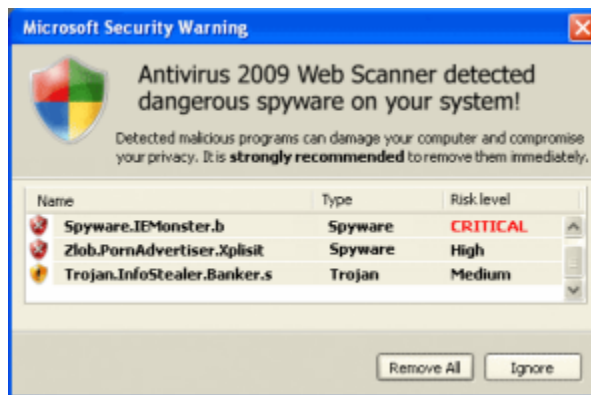 Microsoft Security Warning
Antivirus 2009 Web Scanner detected
dangerous spyware on your system!
Detected malicious programs can damage your computer and compromise
your privacy. It is strongly recommended to remove them immediately.
Name Type Risk level
Spyware.IEMonster.b Spyware CRITICAL
Zlob.PornAdvertiser.Xplisit Spyware High
Trojan.InfoStealer.Banker.s Trojan Medium
Remove All Ignore